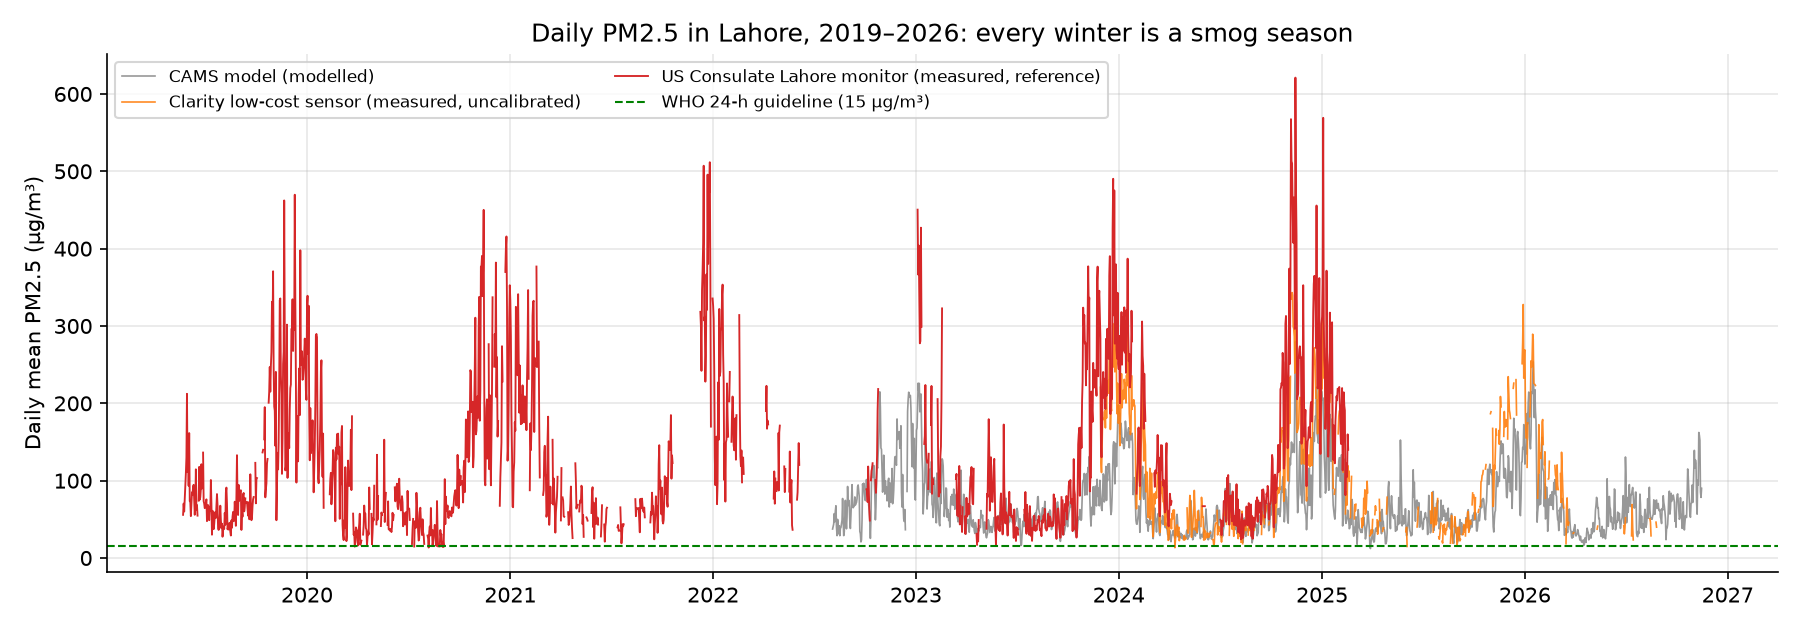 Daily PM2.5 in Lahore, 2019–2026: every winter is a smog season
CAMS model (modelled)
Clarity low-cost sensor (measured, uncalibrated)
US Consulate Lahore monitor (measured, reference)
WHO 24-h guideline (15 µg/m³)
Daily mean PM2.5 (µg/m³)
600
500
400
300
200
100
0
2020 2021 2022 2023 2024 2025 2026 2027